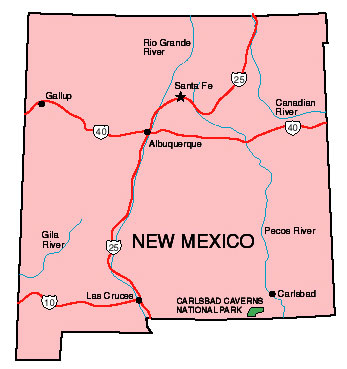 Rio Grande
River
Santa Fe
25
Gallup
Canadian
River
40
40
Albuquerque
Gila
River
NEW MEXICO
25
Pecos River
10
Las Cruces
Carlsbad
CARLSBAD CAVERNS
NATIONAL PARK